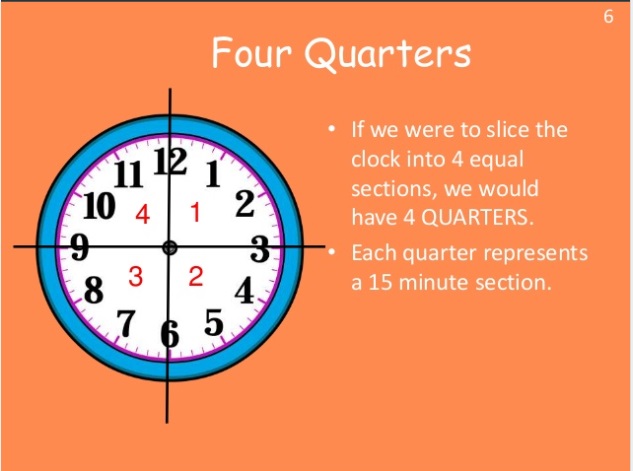 6
Four Quarters
• If we were to slice the
clock into 4 equal
sections, we would
have 4 QUARTERS.
• Each quarter represents
a 15 minute section.
12
11 1
10 4 1 2
9 3
3 2
8 4
7 5
6